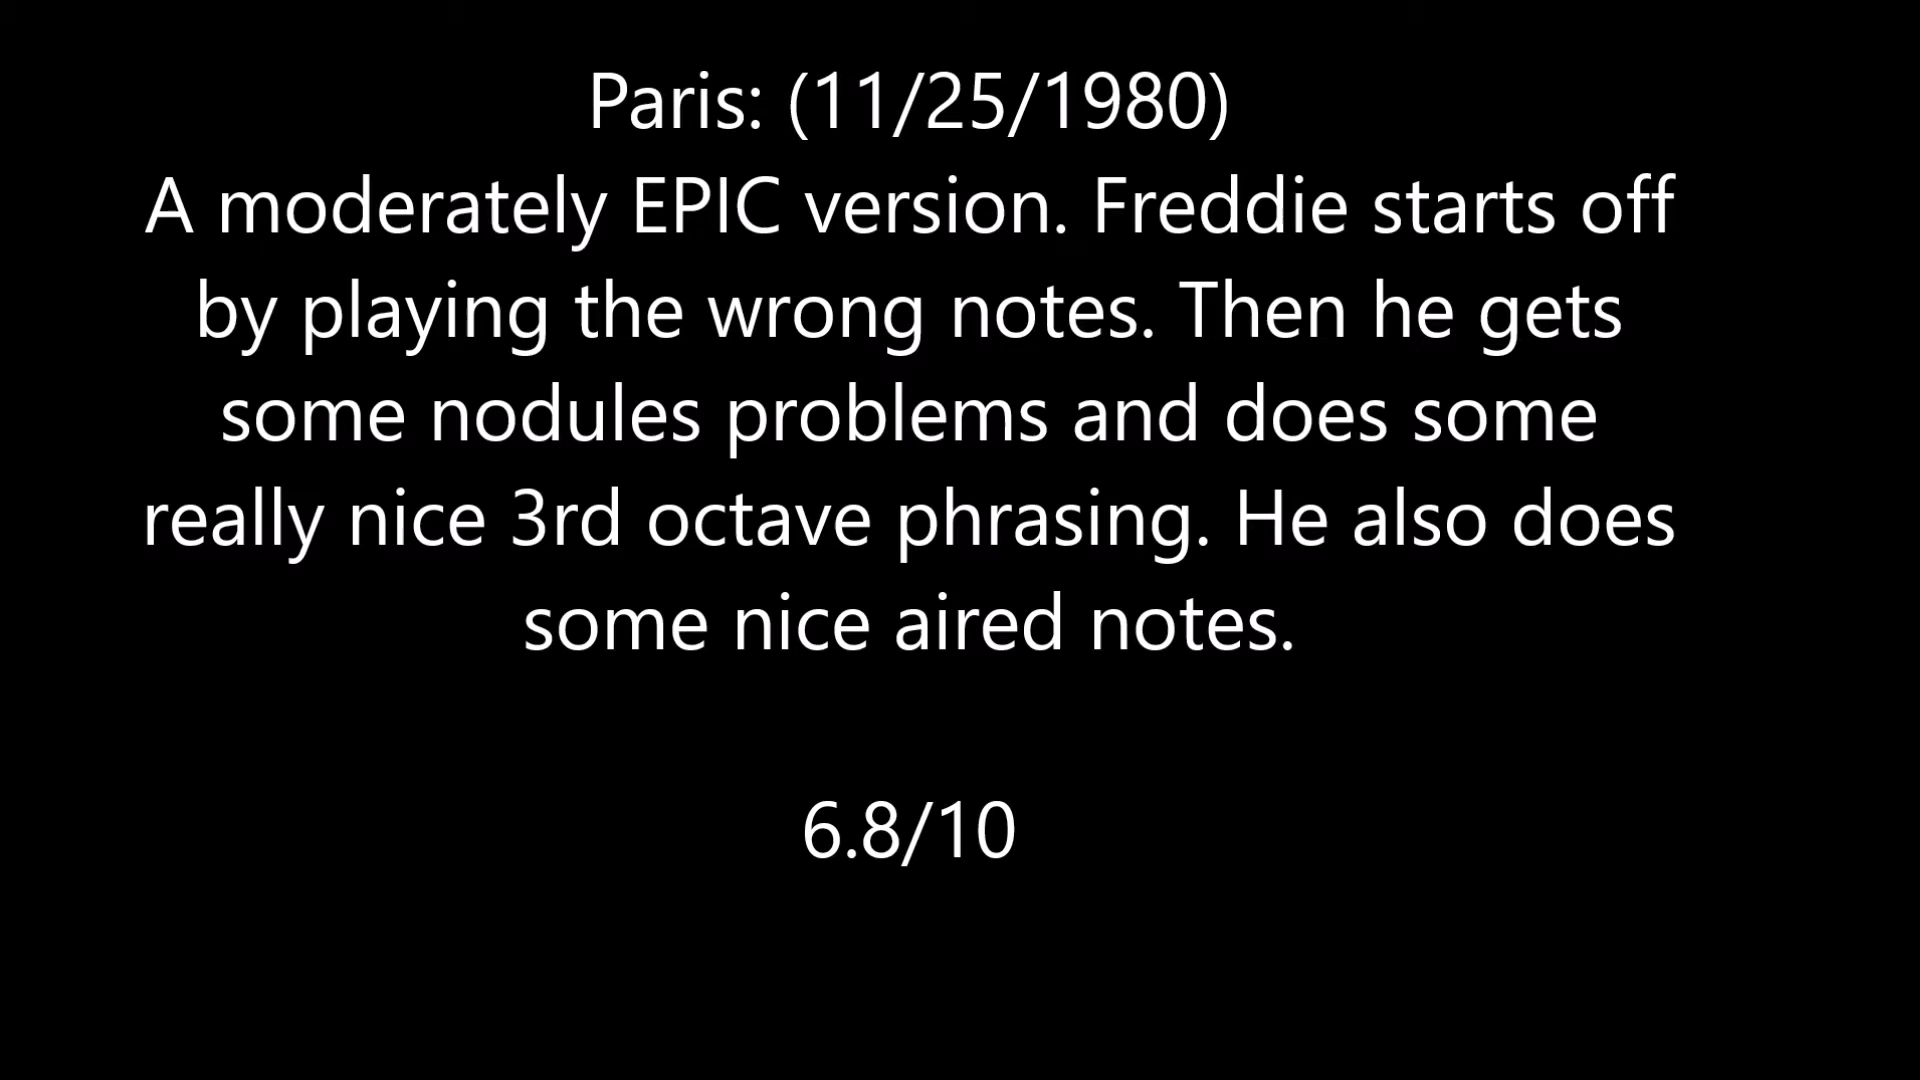 Paris: (11/25/1980)
A moderately EPIC version. Freddie starts off
by playing the wrong notes. Then he gets
some nodules problems and does some
really nice 3rd octave phrasing. He also does
some nice aired notes.
6.8/10